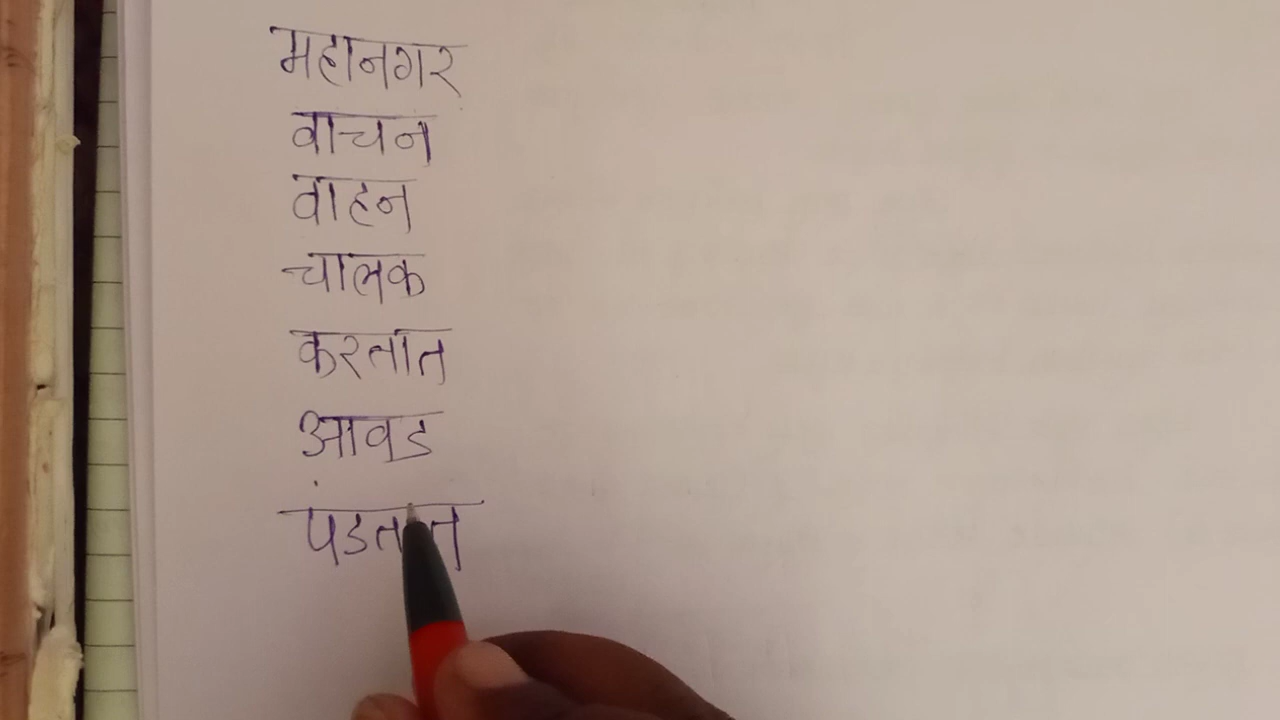 महानगर
वाचन
वाहन
चालक
करतात
आवड